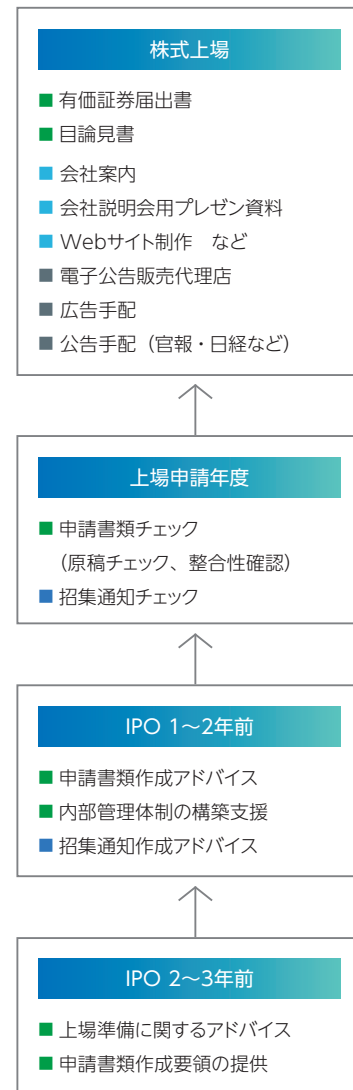 株式上場
■ 有価証券届出書
■ 目論見書
■ 会社案内
■ 会社説明会用プレゼン資料
■ Webサイト制作　など
■ 電子公告販売代理店
■ 広告手配
■ 公告手配（官報・日経など）
上場申請年度
■ 申請書類チェック
（原稿チェック、整合性確認）
■ 招集通知チェック
IPO 1～2年前
■ 申請書類作成アドバイス
■ 内部管理体制の構築支援
■ 招集通知作成アドバイス
IPO 2～3年前
■ 上場準備に関するアドバイス
■ 申請書類作成要領の提供